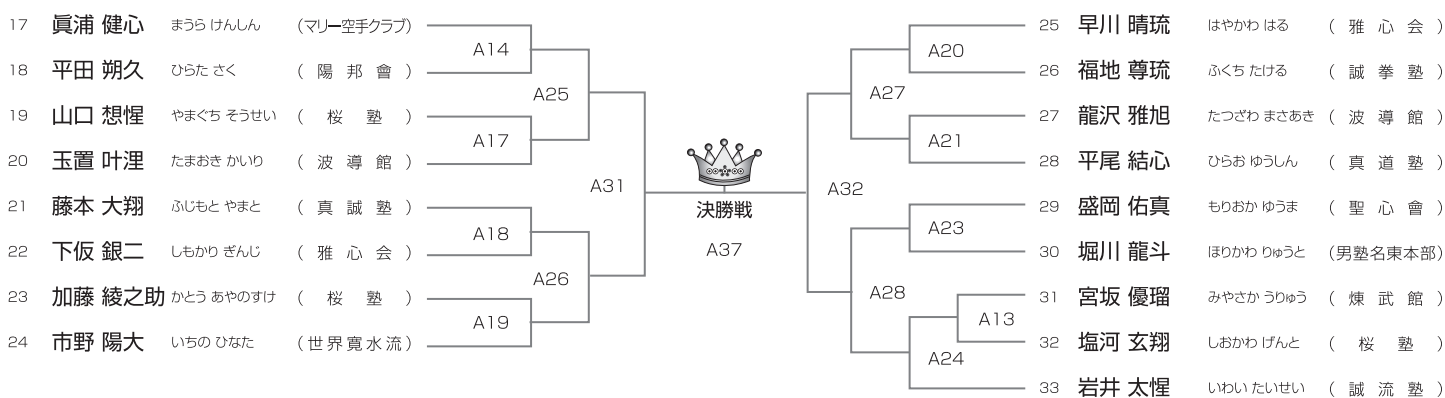 17 眞浦 健心 まうら けんしん （マリー空手クラブ）
18 平田 朔久 ひらた さく （ 陽 邦 會 ）
19 山口 想惺 やまぐち そうせい （ 桜 塾 ）
20 玉置 叶浬 たまおき かいり （ 波 導 館 ）
21 藤本 大翔 ふじもと やまと （ 真 誠 塾 ）
22 下仮 銀二 しもかり ぎんじ （ 雅 心 会 ）
23 加藤 綾之助 かとう あやのすけ （ 桜 塾 ）
24 市野 陽大 いちの ひなた （世界寛水流）
A14
A25
A17
A31
A18
A26
A19
決勝戦
A37
A20
A27
A21
A32
A23
A28
A13
A24
25 早川 晴琉 はやかわ はる （ 雅 心 会 ）
26 福地 尊琉 ふくち たける （ 誠 拳 塾 ）
27 龍沢 雅旭 たつざわ まさあき （ 波 導 館 ）
28 平尾 結心 ひらお ゆうしん （ 真 道 塾 ）
29 盛岡 佑真 もりおか ゆうま （ 聖 心 會 ）
30 堀川 龍斗 ほりかわ りゅうと （男塾名東本部）
31 宮坂 優瑠 みやさか うりゅう （ 煉 武 館 ）
32 塩河 玄翔 しおかわ げんと （ 桜 塾 ）
33 岩井 太惺 いわい たいせい （ 誠 流 塾 ）